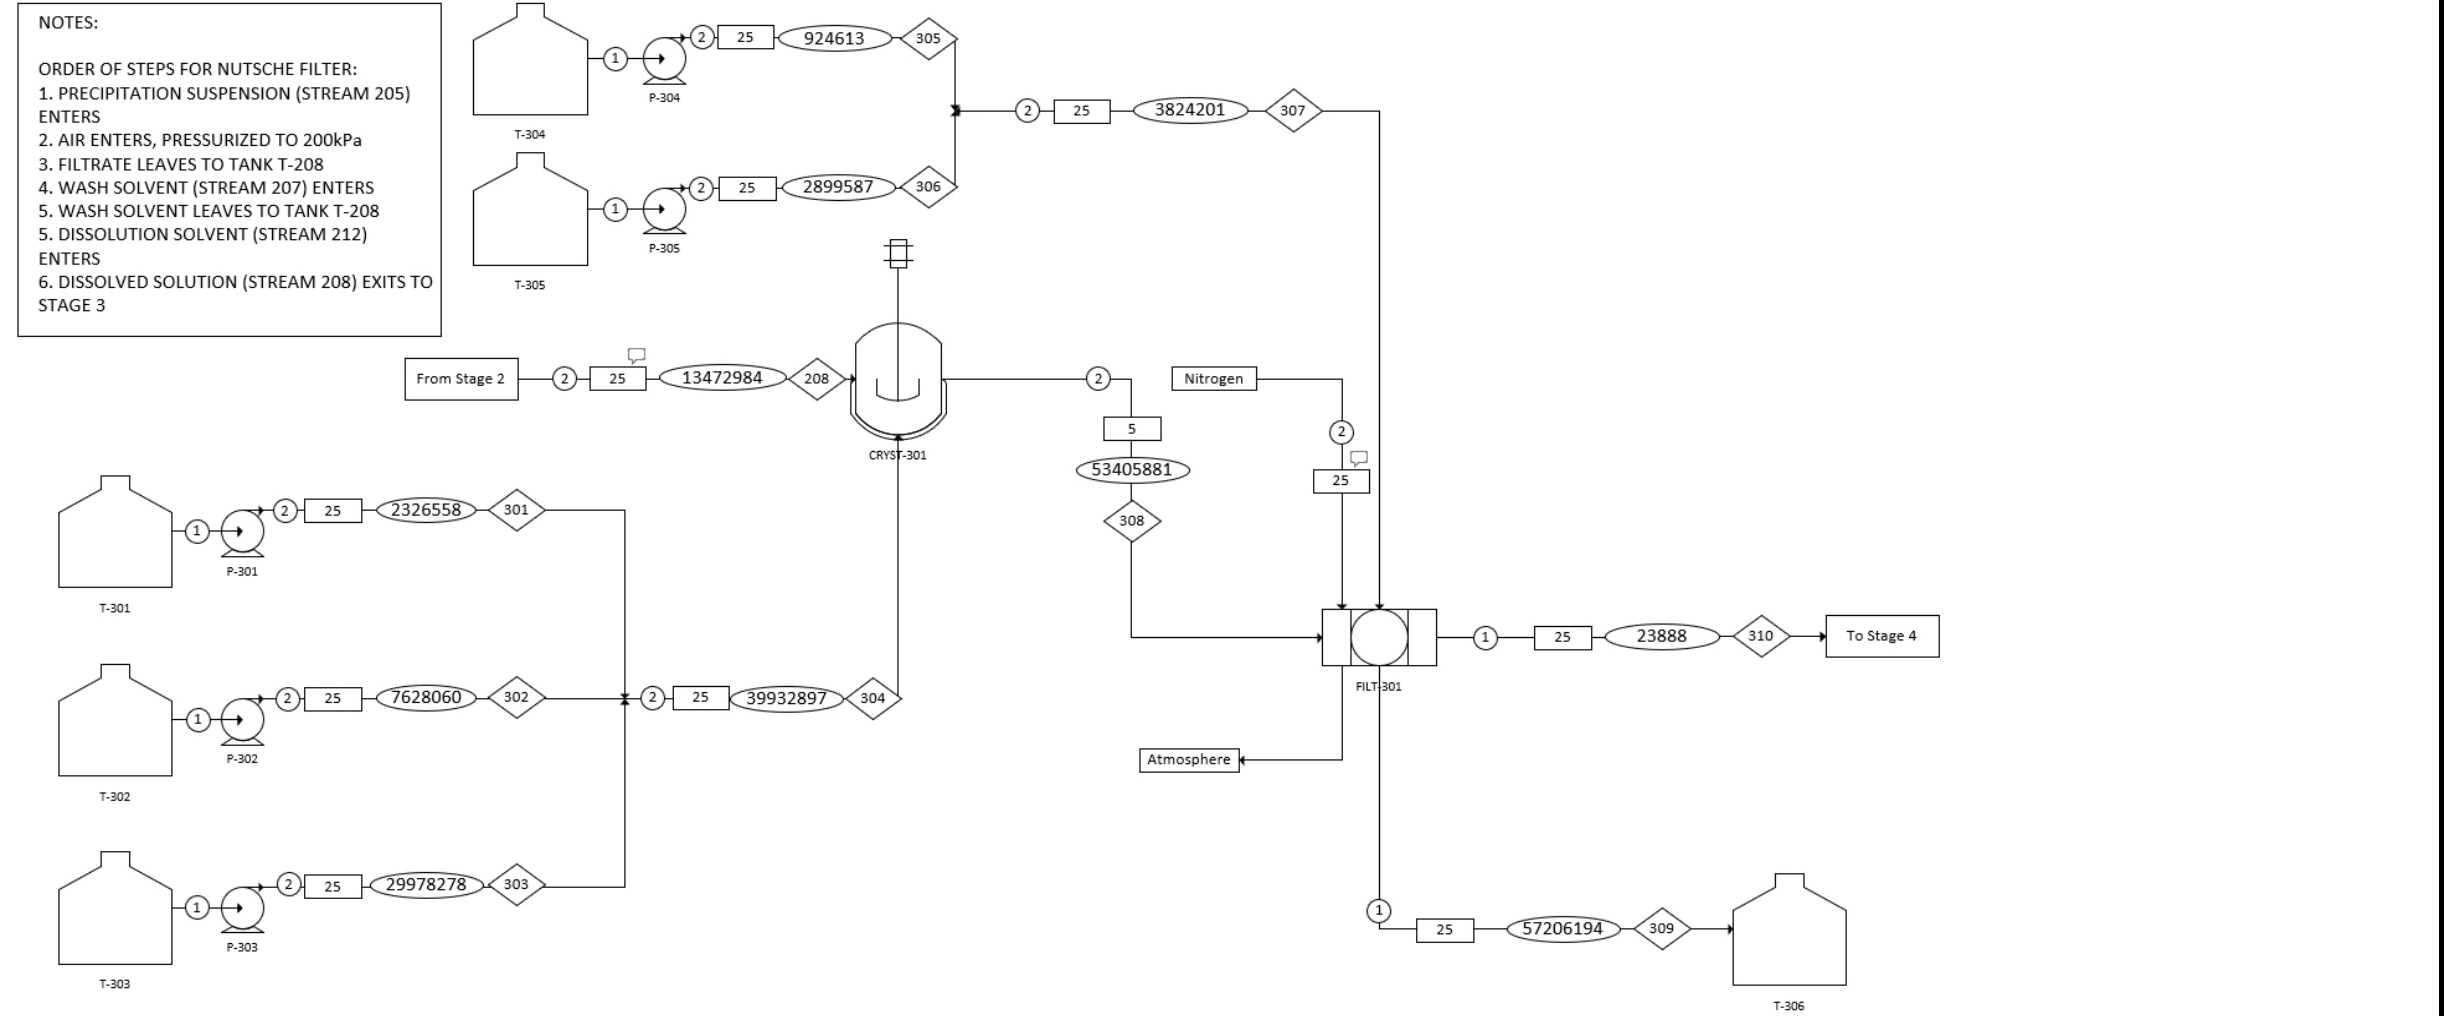 NOTES:
ORDER OF STEPS FOR NUTSCHE FILTER:
1. PRECIPITATION SUSPENSION (STREAM 205)
ENTERS
2. AIR ENTERS, PRESSURIZED TO 200kPa
3. FILTRATE LEAVES TO TANK T-208
4. WASH SOLVENT (STREAM 207) ENTERS
5. WASH SOLVENT LEAVES TO TANK T-208
5. DISSOLUTION SOLVENT (STREAM 212)
ENTERS
6. DISSOLVED SOLUTION (STREAM 208) EXITS TO
STAGE 3
1 2 25 924613 305
P-304
T-304
2 25 3824201 307
1 2 25 2899587 306
P-305
T-305
From Stage 2 2 25 13472984 208
CRYST-301
2
5
53405881
308
Nitrogen
2
25
1 2 25 2326558 301
P-301
T-301
1 2 25 7628060 302
P-302
T-302
2 25 39932897 304
1 2 25 29978278 303
P-303
T-303
FILT-301
1 25 23888 310 To Stage 4
Atmosphere
1
25 57206194 309
T-306